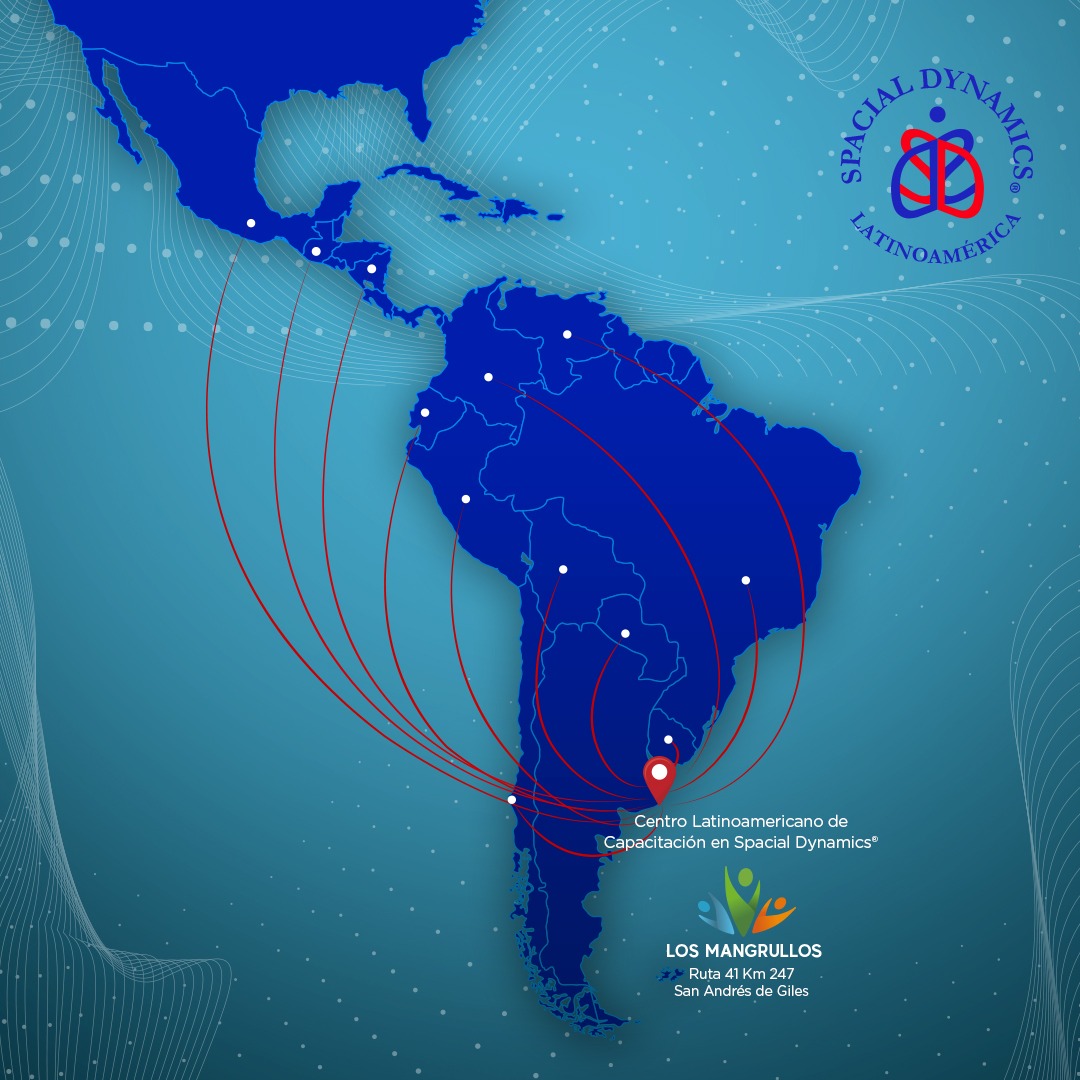 SPACIAL DYNAMICS®
LATINOAMÉRICA
Centro Latinoamericano de
Capacitación en Spacial Dynamics®
LOS MANGRULLOS
Ruta 41 Km 247
San Andrés de Giles